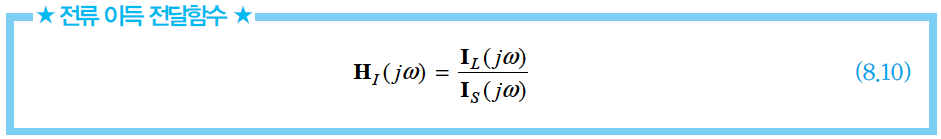 ★ 전류 이득 전달함수 ★
H_I(jω) = I_L(jω) / I_S(jω) (8.10)